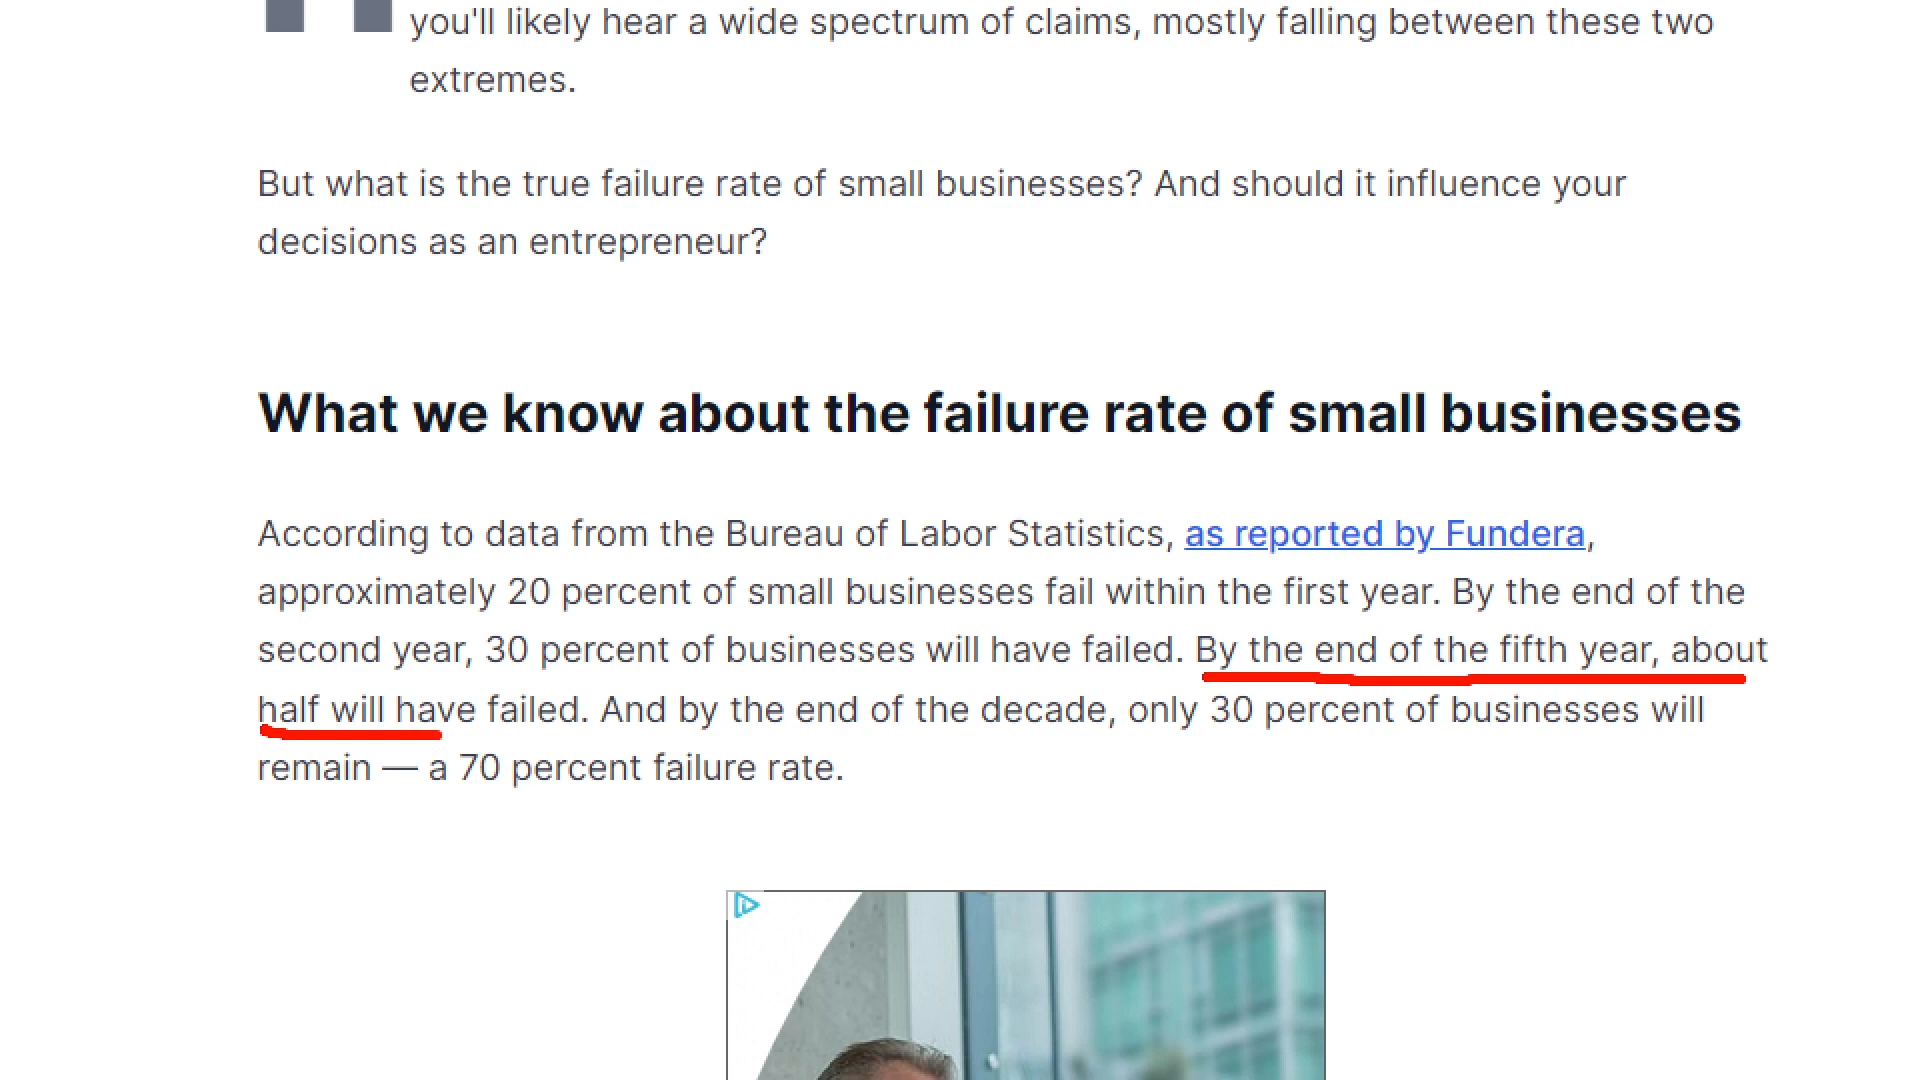 you'll likely hear a wide spectrum of claims, mostly falling between these two
extremes.
But what is the true failure rate of small businesses? And should it influence your
decisions as an entrepreneur?
What we know about the failure rate of small businesses
According to data from the Bureau of Labor Statistics, as reported by Fundera,
approximately 20 percent of small businesses fail within the first year. By the end of the
second year, 30 percent of businesses will have failed. By the end of the fifth year, about
half will have failed. And by the end of the decade, only 30 percent of businesses will
remain — a 70 percent failure rate.